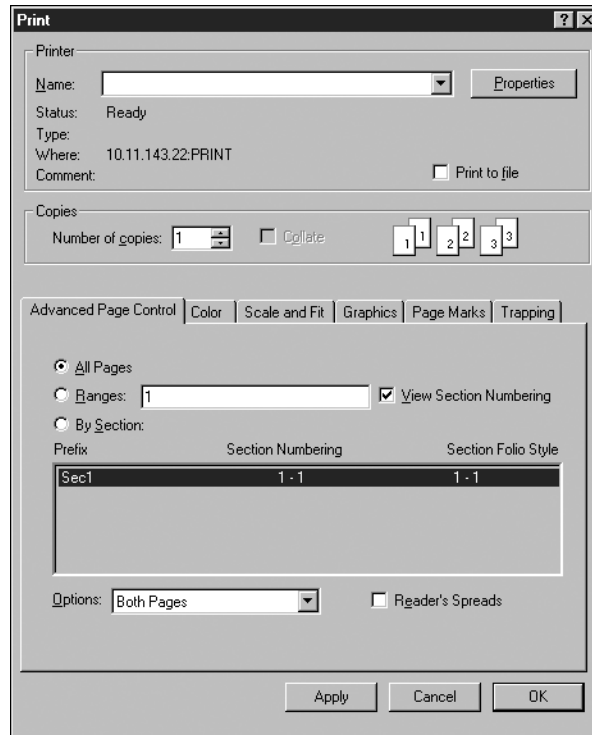 Print
Printer
Name:
Properties
Status: Ready
Type:
Where: 10.11.143.22:PRINT
Comment:
Print to file
Copies
Number of copies: 1
Collate
1 1 2 2 3 3
Advanced Page Control Color Scale and Fit Graphics Page Marks Trapping
All Pages
Ranges: 1 View Section Numbering
By Section:
Prefix Section Numbering Section Folio Style
Sec1 1 - 1 1 - 1
Options: Both Pages Reader's Spreads
Apply Cancel OK